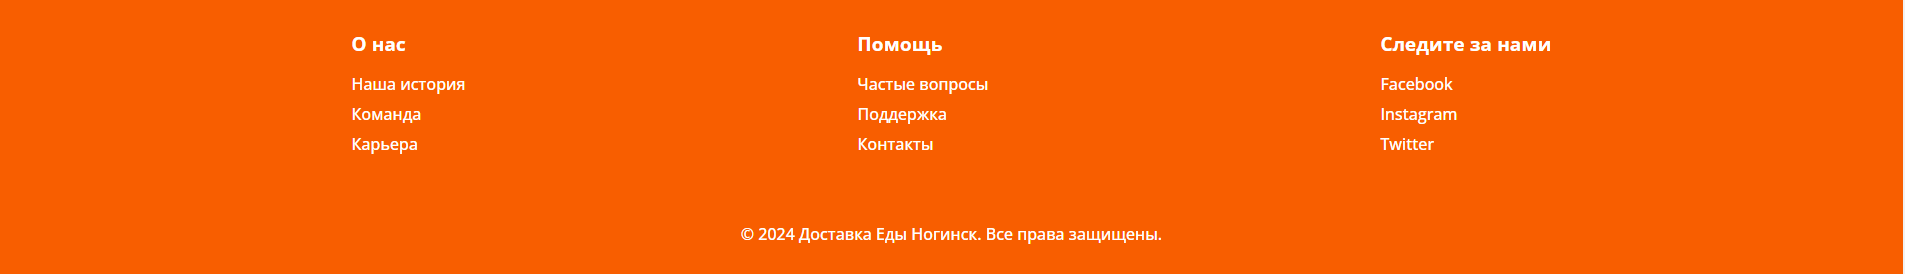 О нас
Наша история
Команда
Карьера
Помощь
Частые вопросы
Поддержка
Контакты
Следите за нами
Facebook
Instagram
Twitter
© 2024 Доставка Еды Ногинск. Все права защищены.